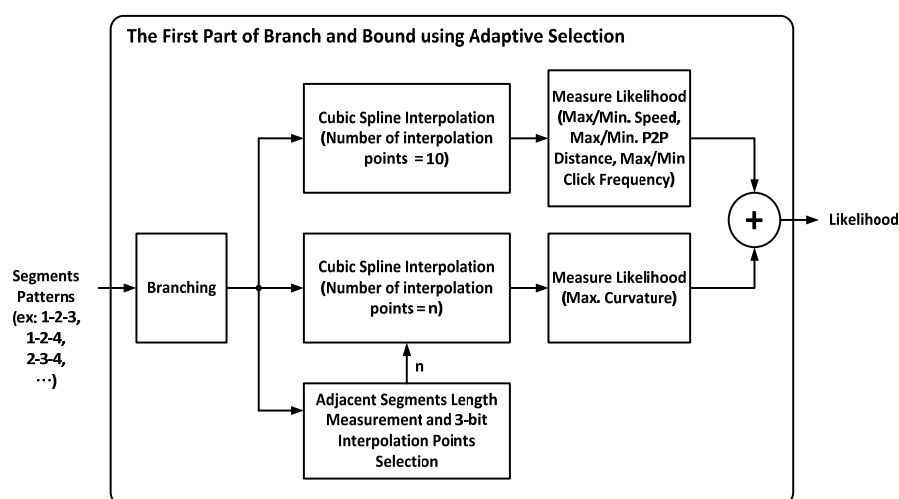 The First Part of Branch and Bound using Adaptive Selection
Cubic Spline Interpolation
(Number of interpolation
points = 10)
Measure Likelihood
(Max/Min. Speed,
Max/Min. P2P
Distance, Max/Min
Click Frequency)
+
Likelihood
Segments
Patterns
(ex: 1-2-3,
1-2-4,
2-3-4,
⋯)
Branching
Cubic Spline Interpolation
(Number of interpolation
points = n)
Measure Likelihood
(Max. Curvature)
n
Adjacent Segments Length
Measurement and 3-bit
Interpolation Points
Selection